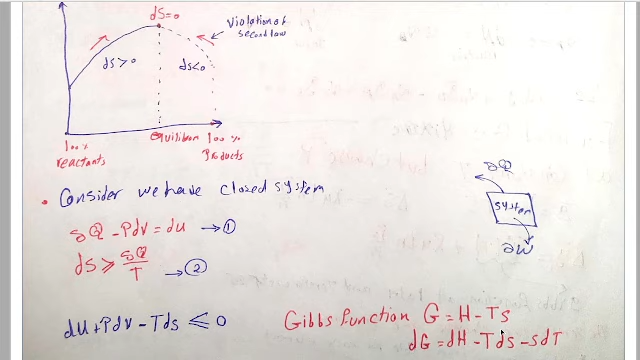 dS=0
Violation of
second law
dS>0
dS<0
100%
reactants
equilibrium
100%
Products
• Consider we have closed system
δQ
system
δW
δQ - PdV = dU → ①
dS ≥ δQ/T → ②
dU + PdV - Tds ≤ 0
Gibbs function G = H - TS
dG = dH - Tds - sdT